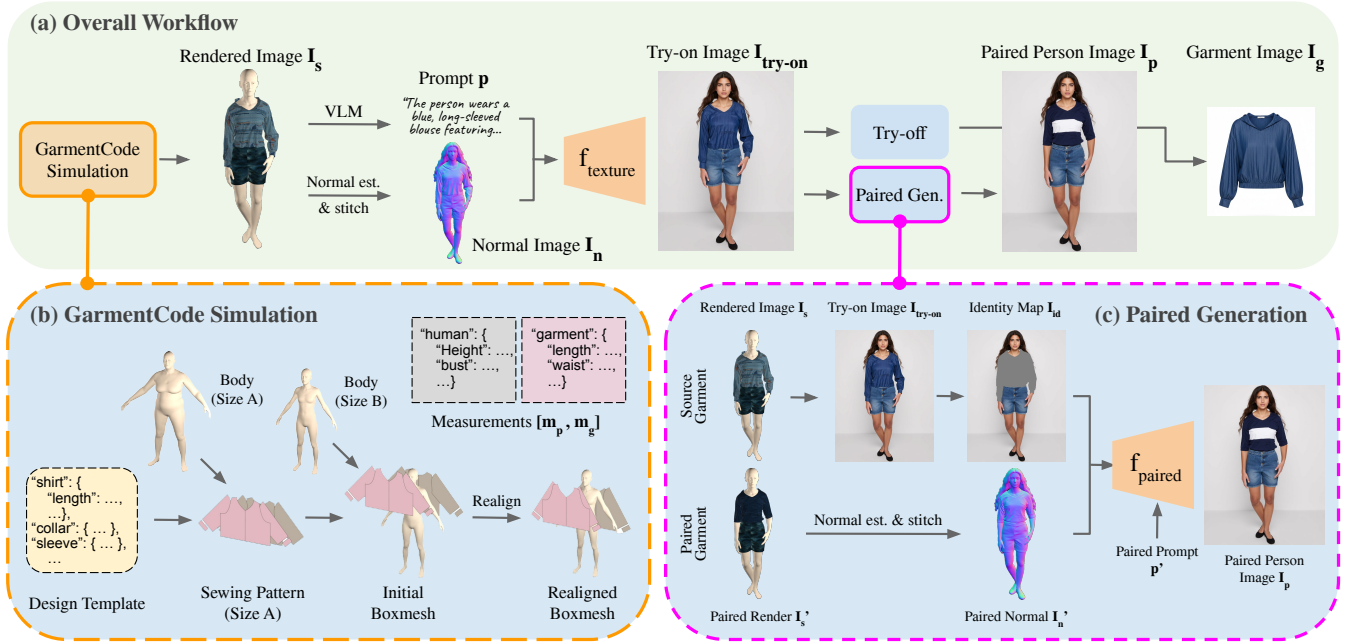 (a) Overall Workflow
Rendered Image I_s
Prompt p
Try-on Image I_try-on
Paired Person Image I_p
Garment Image I_g
GarmentCode
Simulation
VLM
"The person wears a
blue, long-sleeved
blouse featuring...
Normal est.
& stitch
Normal Image I_n
f_texture
Try-off
Paired Gen.
(b) GarmentCode Simulation
Body
(Size A)
Body
(Size B)
"human": {
"Height": …,
"bust": …,
…}
"garment": {
"length": …,
"waist": …,
…}
Measurements [m_p , m_g]
"shirt": {
"length": …,
…},
"collar": { … },
"sleeve": { … },
…
Realign
Design Template
Sewing Pattern
(Size A)
Initial
Boxmesh
Realigned
Boxmesh
(c) Paired Generation
Rendered Image I_s
Try-on Image I_try-on
Identity Map I_id
Source
Garment
Paired
Garment
Normal est. & stitch
f_paired
Paired Prompt
p'
Paired Render I_s'
Paired Normal I_n'
Paired Person
Image I_p